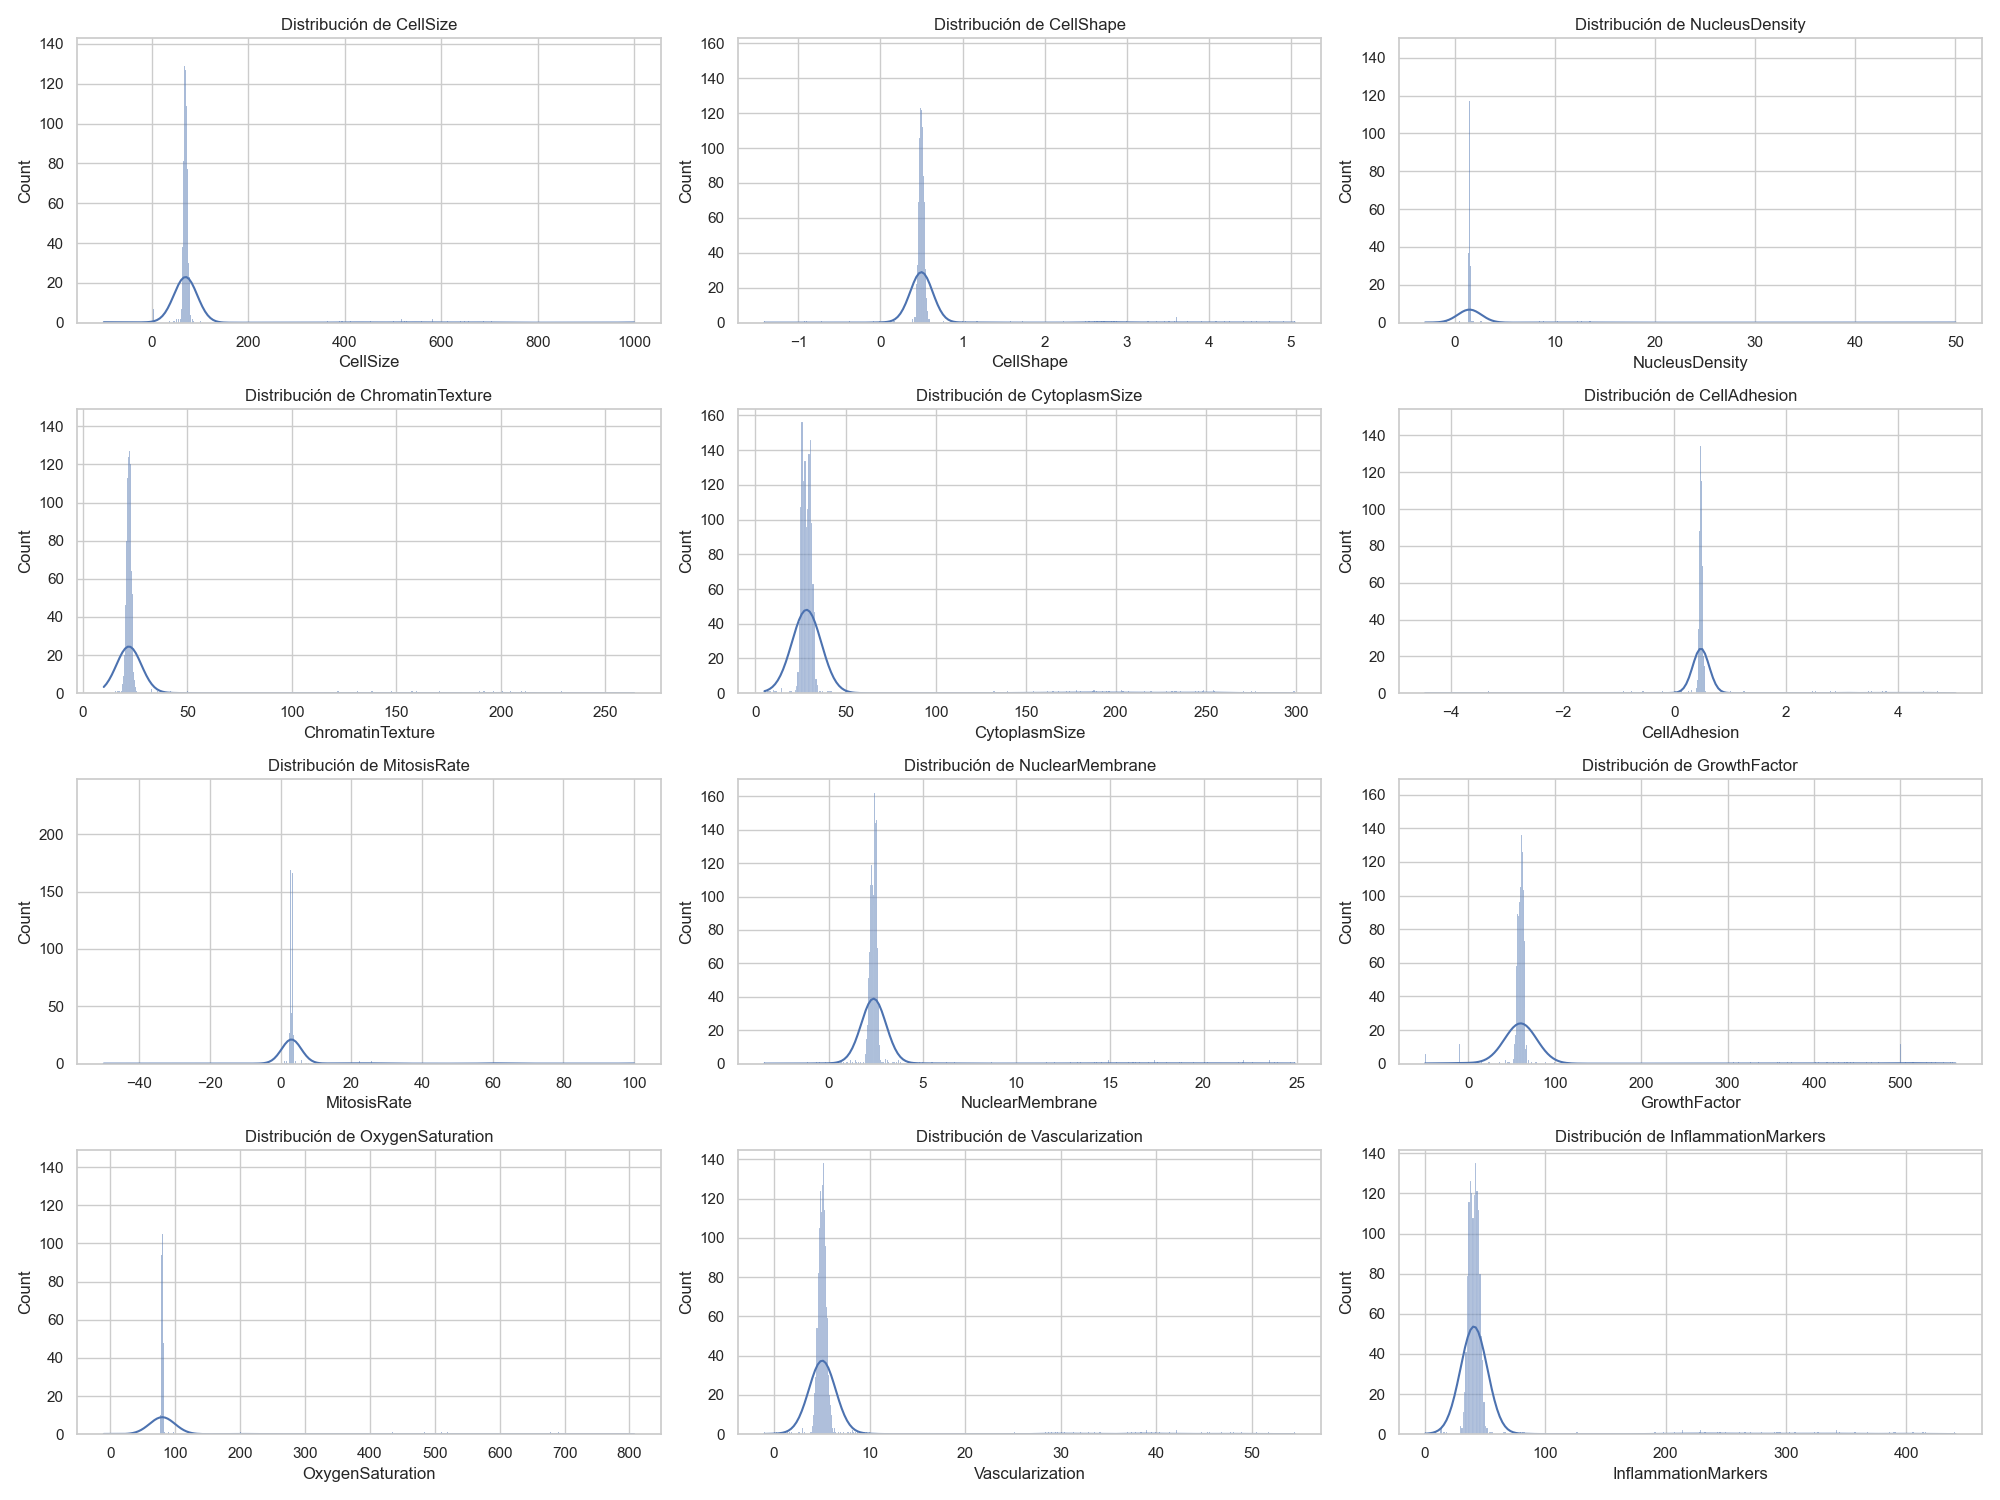 Distribución de CellSize
140
120
100
80
60
40
20
0
Count
0 200 400 600 800 1000
CellSize
Distribución de CellShape
160
140
120
100
80
60
40
20
0
Count
−1 0 1 2 3 4 5
CellShape
Distribución de NucleusDensity
140
120
100
80
60
40
20
0
Count
0 10 20 30 40 50
NucleusDensity
Distribución de ChromatinTexture
140
120
100
80
60
40
20
0
Count
0 50 100 150 200 250
ChromatinTexture
Distribución de CytoplasmSize
160
140
120
100
80
60
40
20
0
Count
0 50 100 150 200 250 300
CytoplasmSize
Distribución de CellAdhesion
140
120
100
80
60
40
20
0
Count
−4 −2 0 2 4
CellAdhesion
Distribución de MitosisRate
200
150
100
50
0
Count
−40 −20 0 20 40 60 80 100
MitosisRate
Distribución de NuclearMembrane
160
140
120
100
80
60
40
20
0
Count
0 5 10 15 20 25
NuclearMembrane
Distribución de GrowthFactor
160
140
120
100
80
60
40
20
0
Count
0 100 200 300 400 500
GrowthFactor
Distribución de OxygenSaturation
140
120
100
80
60
40
20
0
Count
0 100 200 300 400 500 600 700 800
OxygenSaturation
Distribución de Vascularization
140
120
100
80
60
40
20
0
Count
0 10 20 30 40 50
Vascularization
Distribución de InflammationMarkers
140
120
100
80
60
40
20
0
Count
0 100 200 300 400
InflammationMarkers